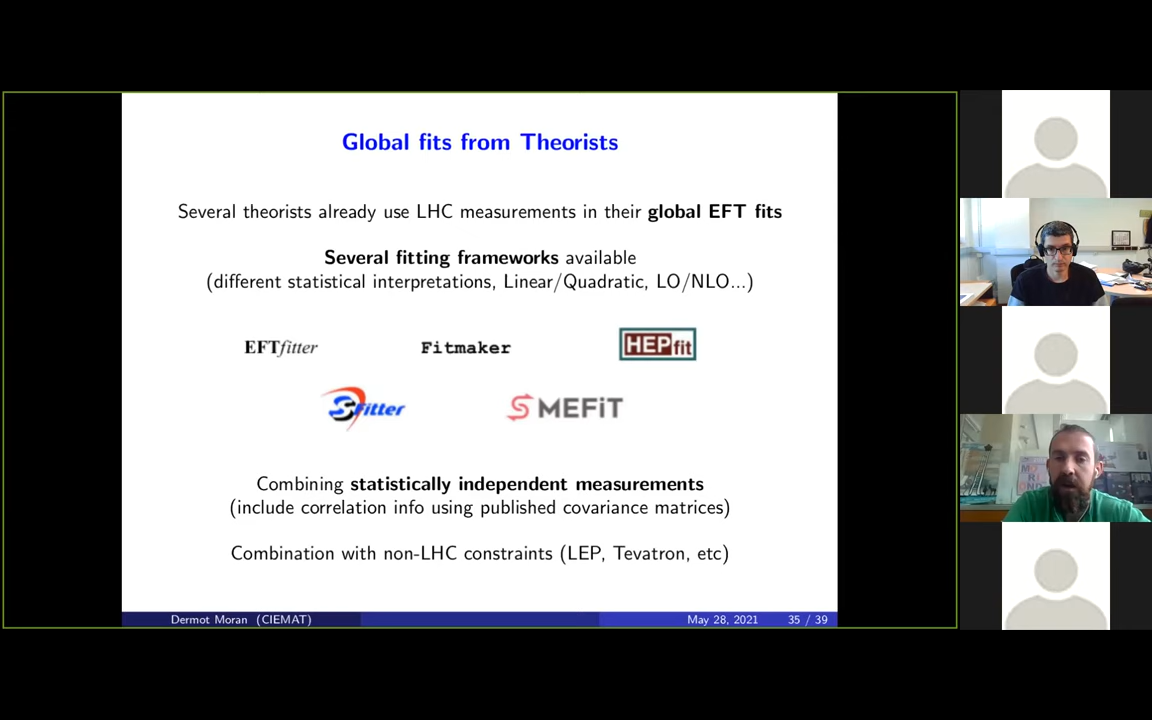 Global fits from Theorists
Several theorists already use LHC measurements in their global EFT fits
Several fitting frameworks available
(different statistical interpretations, Linear/Quadratic, LO/NLO...)
EFTfitter
Fitmaker
HEPfit
SFitter
SMEFiT
Combining statistically independent measurements
(include correlation info using published covariance matrices)
Combination with non-LHC constraints (LEP, Tevatron, etc)
Dermot Moran (CIEMAT)
May 28, 2021
35 / 39